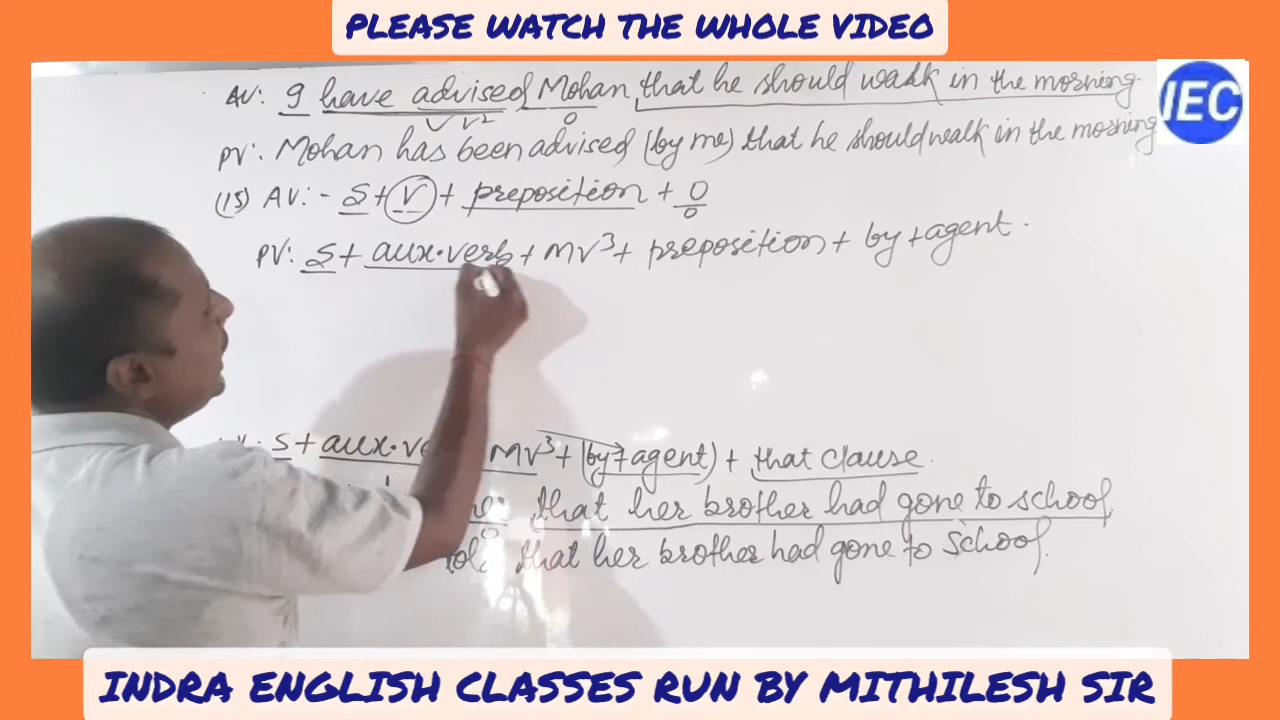 PLEASE WATCH THE WHOLE VIDEO
AV: I have advised Mohan that he should walk in the morning.
V V² O
IEC
PV: Mohan has been advised (by me) that he should walk in the morning
(15) AV:- S + V + preposition + O
O
PV: S + aux. verb + MV³ + preposition + by + agent.
S + aux. MV³ + (by + agent) + that clause.
that her brother had gone to school
O
that her brother had gone to school.
INDRA ENGLISH CLASSES RUN BY MITHILESH SIR